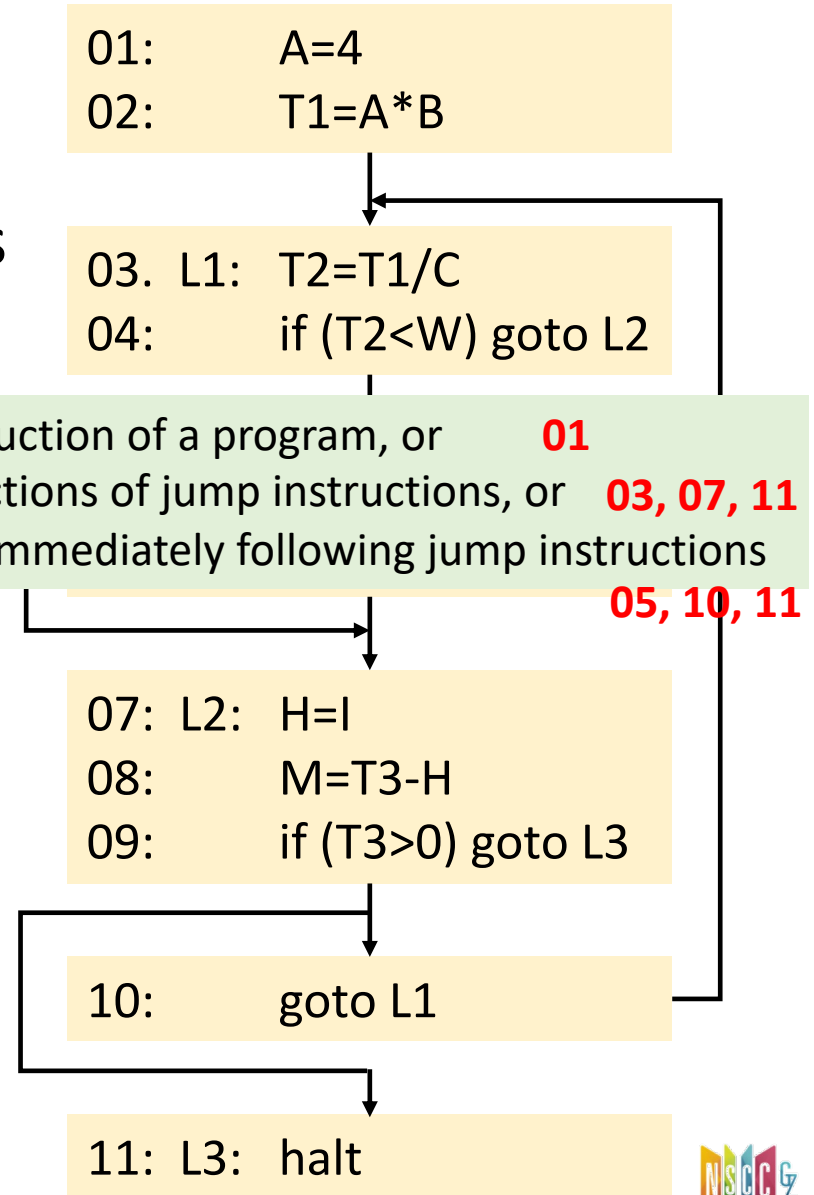 01: A=4
02: T1=A*B
03. L1: T2=T1/C
04: if (T2<W) goto L2
uction of a program, or 01
ctions of jump instructions, or 03, 07, 11
mmediately following jump instructions
05, 10, 11
07: L2: H=I
08: M=T3-H
09: if (T3>0) goto L3
10: goto L1
11: L3: halt
NSCC